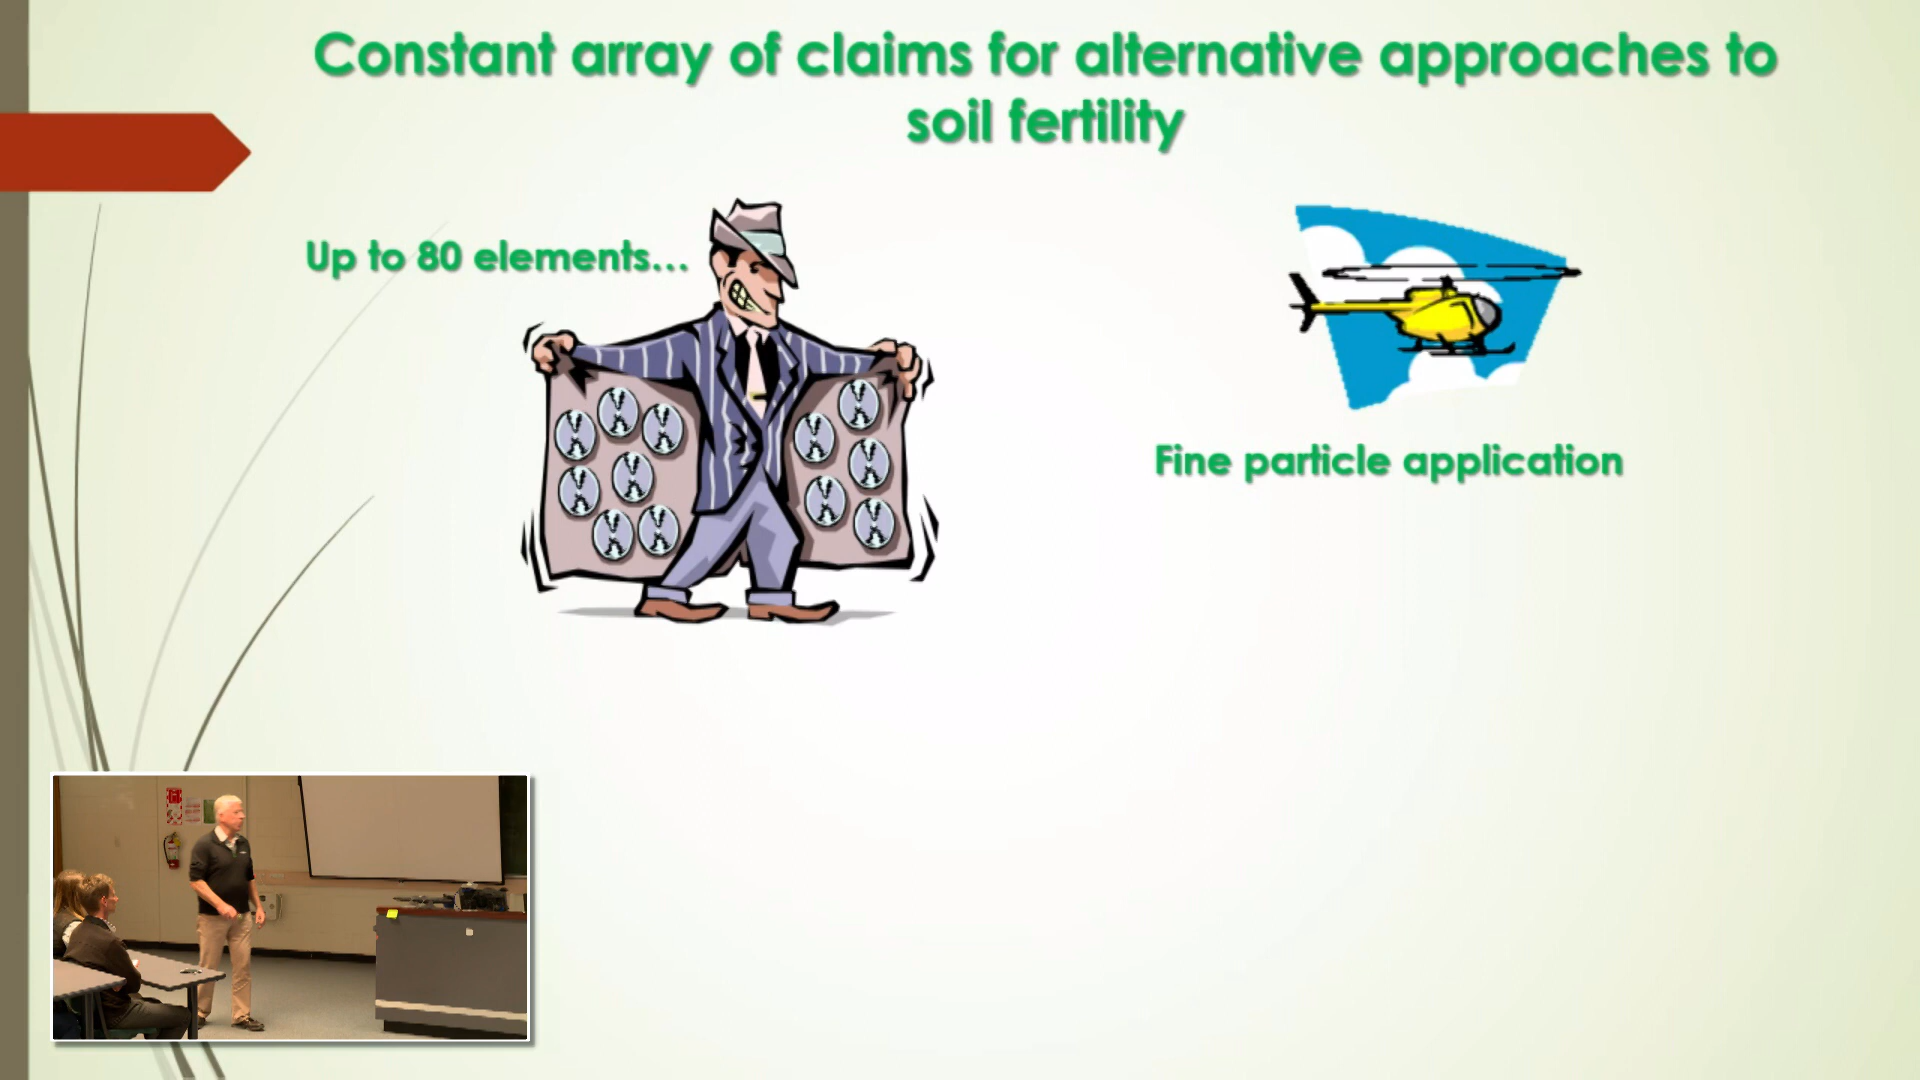 Constant array of claims for alternative approaches to
soil fertility
Up to 80 elements...
Fine particle application